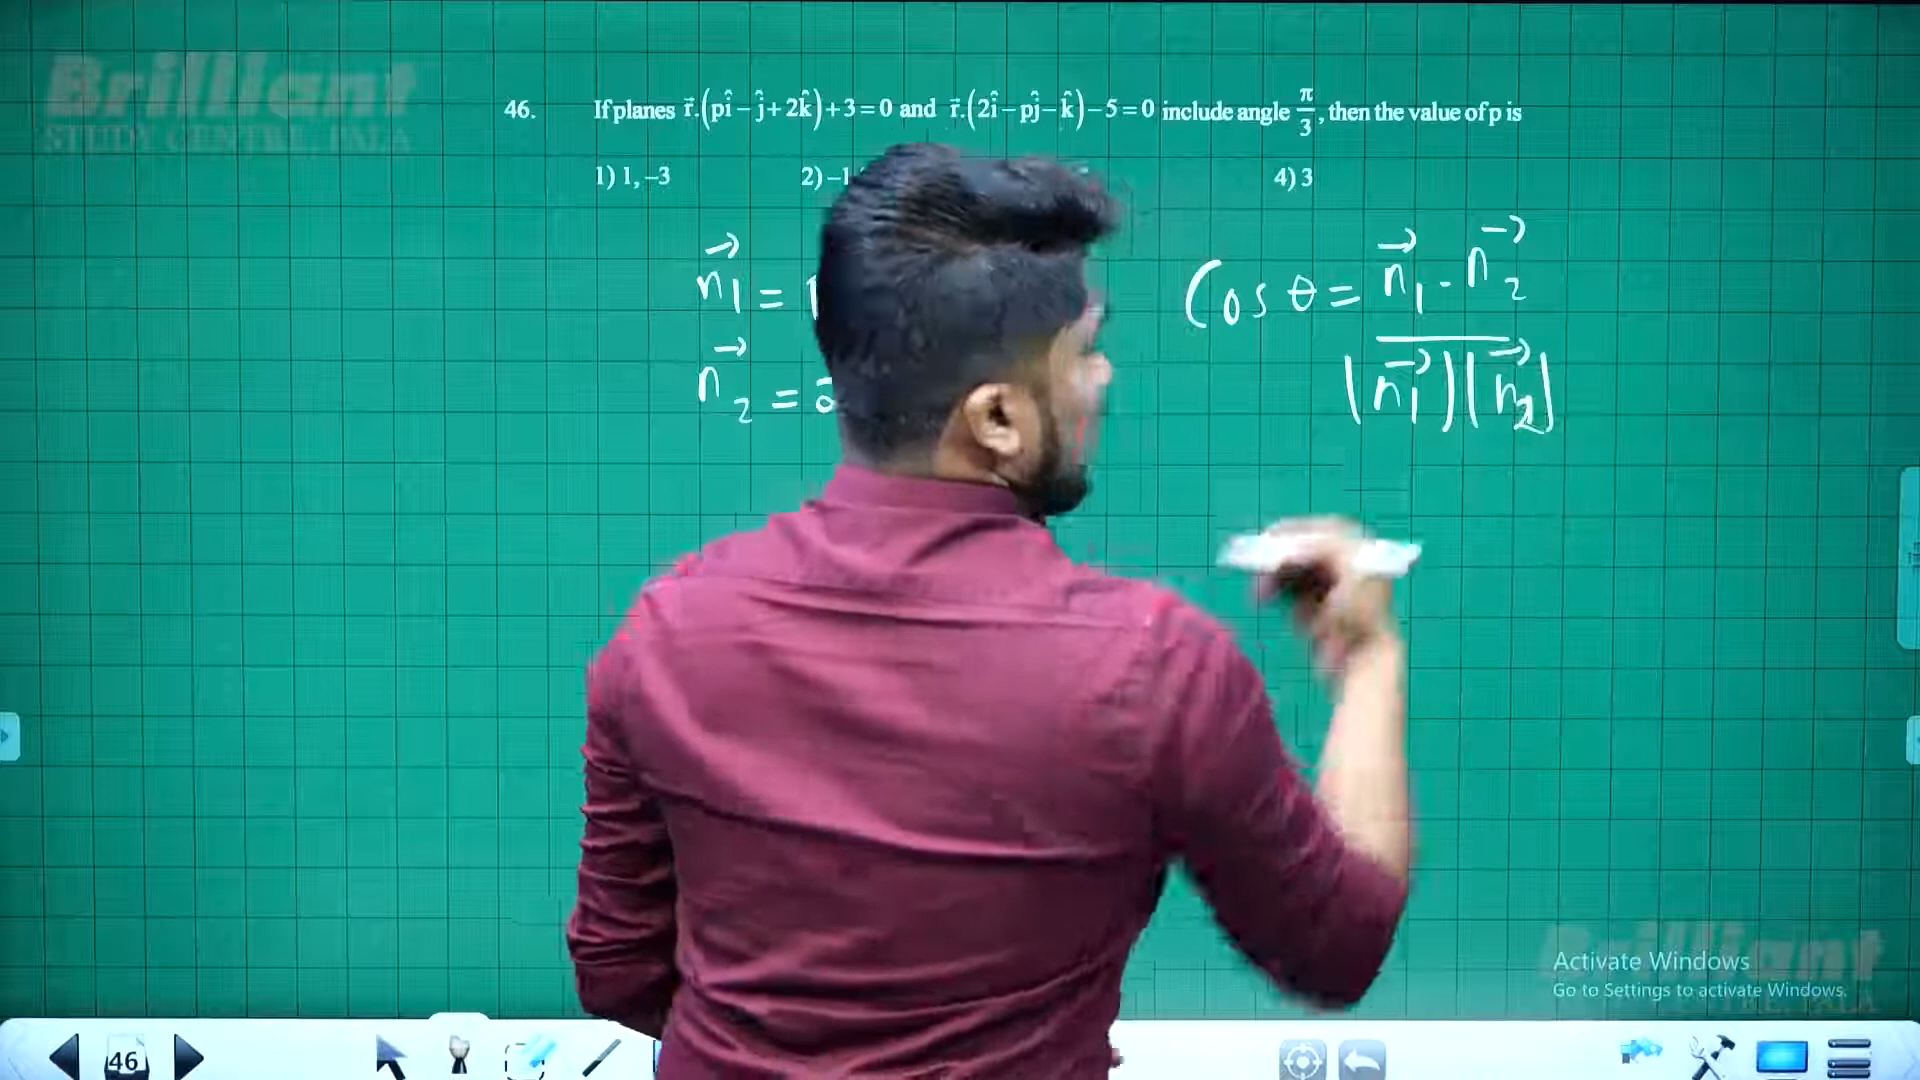 Brilliant
STUDY CENTRE, PALA
46. If planes r⃗.(pî − ĵ + 2k̂) + 3 = 0 and r⃗.(2î − pĵ − k̂) − 5 = 0 include angle π/3, then the value of p is
1) 1, −3 2) −1 4) 3
n⃗₁ =
n⃗₂ =
Cos θ = n⃗₁ . n⃗₂
|n⃗₁| |n⃗₂|
Brilliant
Activate Windows
Go to Settings to activate Windows.
46